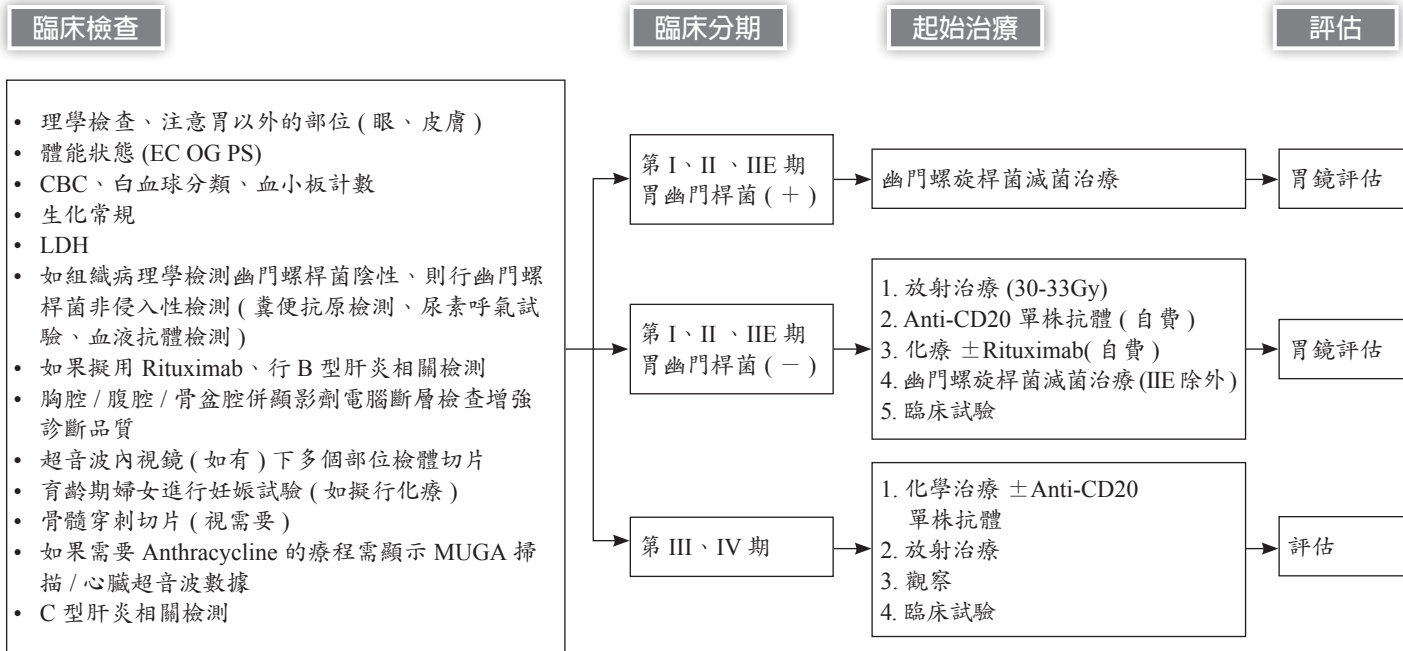 臨床檢查
臨床分期
起始治療
評估
• 理學檢查、注意胃以外的部位 ( 眼、皮膚 )
• 體能狀態 (EC OG PS)
• CBC、白血球分類、血小板計數
• 生化常規
• LDH
• 如組織病理學檢測幽門螺桿菌陰性、則行幽門螺
桿菌非侵入性檢測 ( 糞便抗原檢測、尿素呼氣試
驗、血液抗體檢測 )
• 如果擬用 Rituximab、行 B 型肝炎相關檢測
• 胸腔 / 腹腔 / 骨盆腔併顯影劑電腦斷層檢查增強
診斷品質
• 超音波內視鏡 ( 如有 ) 下多個部位檢體切片
• 育齡期婦女進行妊娠試驗 ( 如擬行化療 )
• 骨髓穿刺切片 ( 視需要 )
• 如果需要 Anthracycline 的療程需顯示 MUGA 掃
描 / 心臟超音波數據
• C 型肝炎相關檢測
第 I、II 、IIE 期
胃幽門桿菌 ( ＋ )
幽門螺旋桿菌滅菌治療
胃鏡評估
第 I、II 、IIE 期
胃幽門桿菌 ( － )
1. 放射治療 (30-33Gy)
2. Anti-CD20 單株抗體 ( 自費 )
3. 化療 ±Rituximab( 自費 )
4. 幽門螺旋桿菌滅菌治療 (IIE 除外 )
5. 臨床試驗
胃鏡評估
第 III、IV 期
1. 化學治療 ±Anti-CD20
單株抗體
2. 放射治療
3. 觀察
4. 臨床試驗
評估